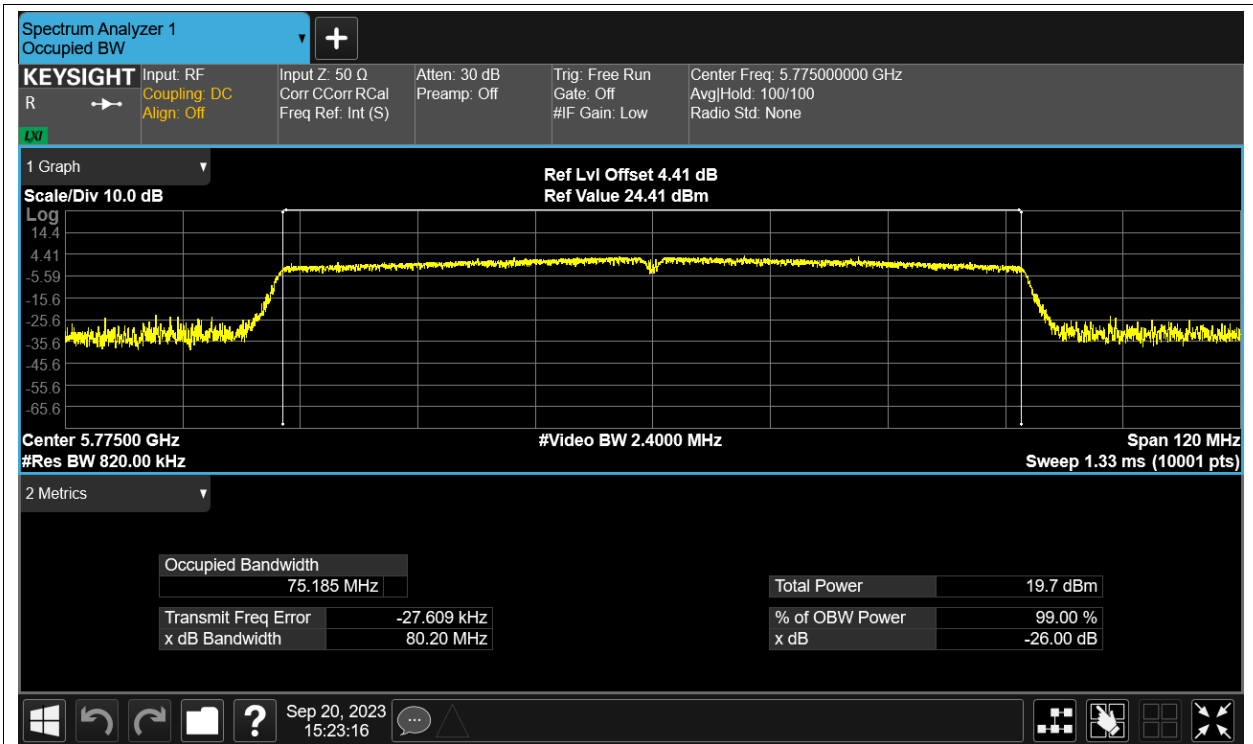 Spectrum Analyzer 1
Occupied BW
+
KEYSIGHT
R
LXI
Input: RF
Coupling: DC
Align: Off
Input Z: 50 Ω
Corr CCorr RCal
Freq Ref: Int (S)
Atten: 30 dB
Preamp: Off
Trig: Free Run
Gate: Off
#IF Gain: Low
Center Freq: 5.775000000 GHz
Avg|Hold: 100/100
Radio Std: None
1 Graph
Scale/Div 10.0 dB
Ref Lvl Offset 4.41 dB
Ref Value 24.41 dBm
Log
14.4
4.41
-5.59
-15.6
-25.6
-35.6
-45.6
-55.6
-65.6
Center 5.77500 GHz
#Video BW 2.4000 MHz
Span 120 MHz
#Res BW 820.00 kHz
Sweep 1.33 ms (10001 pts)
2 Metrics
Occupied Bandwidth
75.185 MHz
Total Power 19.7 dBm
Transmit Freq Error -27.609 kHz
% of OBW Power 99.00 %
x dB Bandwidth 80.20 MHz
x dB -26.00 dB
?
Sep 20, 2023
15:23:16